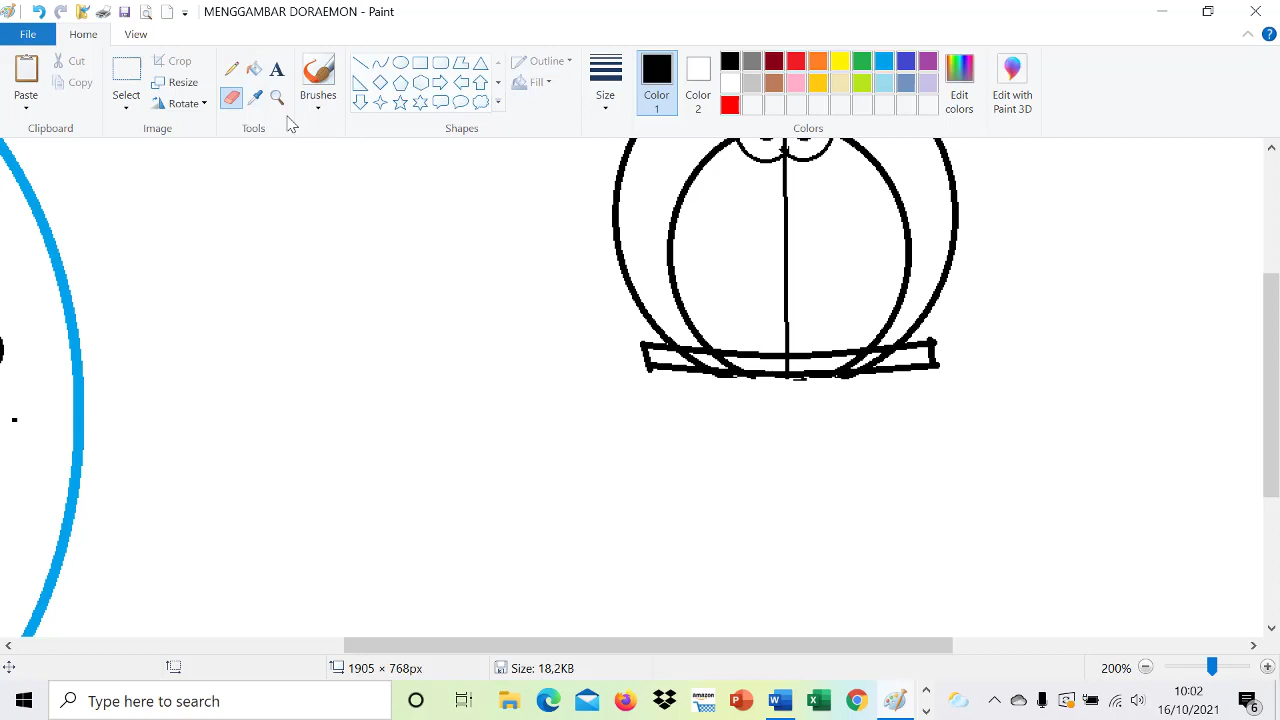 MENGGAMBAR DORAEMON - Paint
File
Home
View
Paste
Cut
Copy
Clipboard
Select
Crop
Resize
Rotate
Image
A
Tools
Brushes
Shapes
Outline
Fill
Size
Color 1
Color 2
Edit colors
Edit with Paint 3D
Colors
1905 × 768px
Size: 18.2KB
200%
Type here to search
amazon
10:02
16/10/2021
6